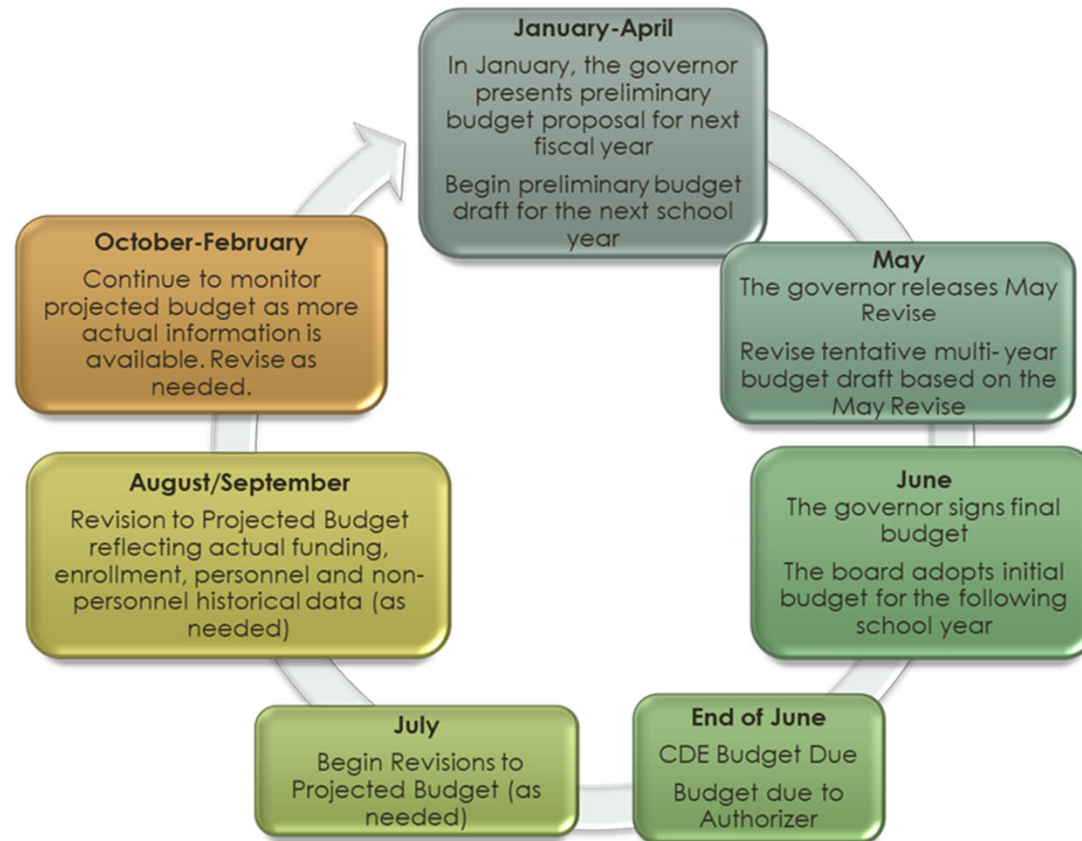 January-April
In January, the governor
presents preliminary
budget proposal for next
fiscal year
Begin preliminary budget
draft for the next school
year
May
The governor releases May
Revise
Revise tentative multi- year
budget draft based on the
May Revise
June
The governor signs final
budget
The board adopts initial
budget for the following
school year
End of June
CDE Budget Due
Budget due to
Authorizer
July
Begin Revisions to
Projected Budget (as
needed)
August/September
Revision to Projected Budget
reflecting actual funding,
enrollment, personnel and non-
personnel historical data (as
needed)
October-February
Continue to monitor
projected budget as more
actual information is
available. Revise as
needed.